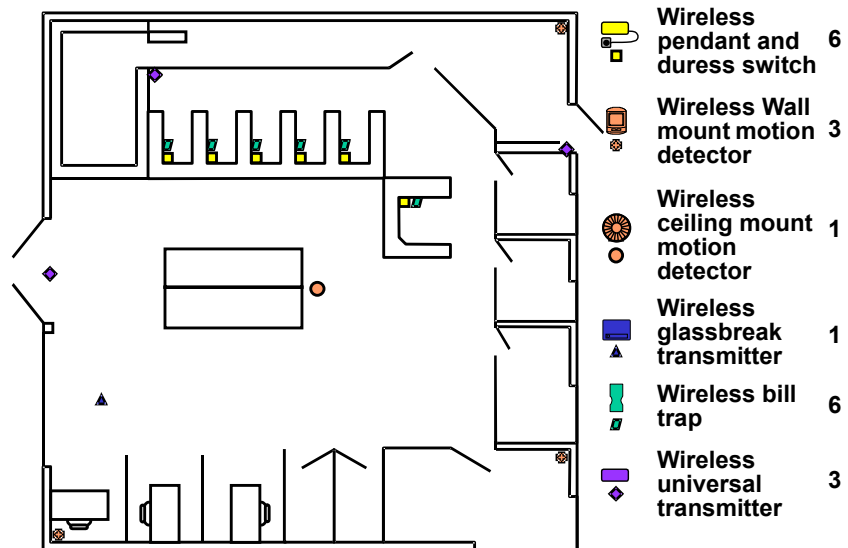 Wireless
pendant and
duress switch
6
Wireless Wall
mount motion
detector
3
Wireless
ceiling mount
motion
detector
1
Wireless
glassbreak
transmitter
1
Wireless bill
trap
6
Wireless
universal
transmitter
3